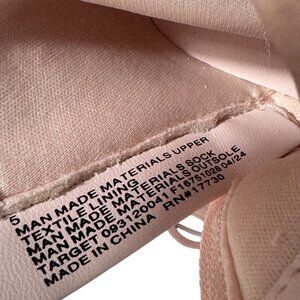 5
MAN MADE MATERIALS UPPER
TEXTILE LINING
MAN MADE MATERIALS SOCK
MAN MADE MATERIALS OUTSOLE
TARGET 093120041 F16751028 04/24
MADE IN CHINA RN#17730